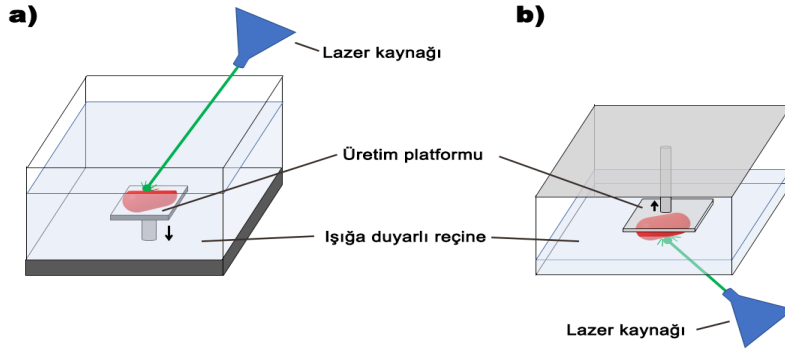 a)
b)
Lazer kaynağı
Üretim platformu
Işığa duyarlı reçine
Lazer kaynağı